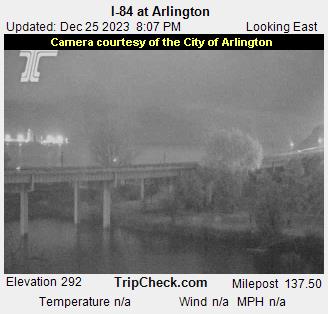 I-84 at Arlington
Updated: Dec 25 2023 8:07 PM Looking East
Camera courtesy of the City of Arlington
Elevation 292 TripCheck.com Milepost 137.50
Temperature n/a Wind n/a MPH n/a